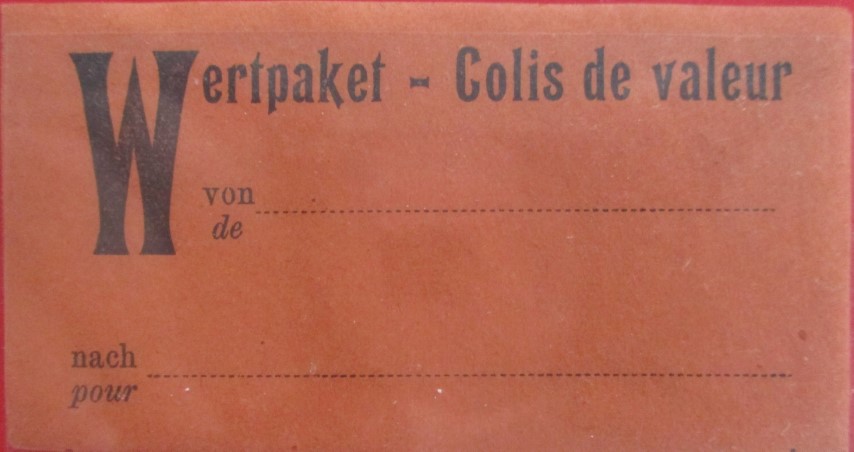 Wertpaket - Colis de valeur
von
de
nach
pour